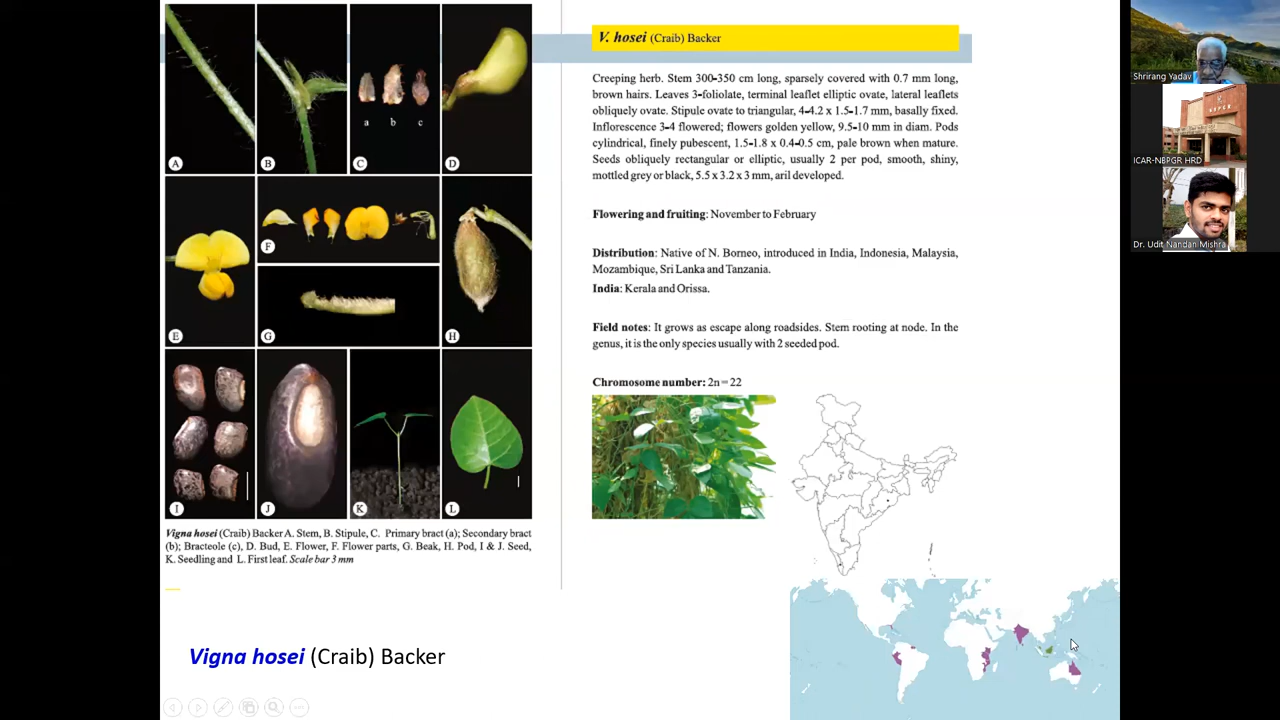 A
B
a b c
C
D
E
F
G
H
I
J
K
L
Vigna hosei (Craib) Backer A. Stem, B. Stipule, C. Primary bract (a); Secondary bract
(b); Bracteole (c), D. Bud, E. Flower, F. Flower parts, G. Beak, H. Pod, I & J. Seed,
K. Seedling and L. First leaf. Scale bar 3 mm
Vigna hosei (Craib) Backer
V. hosei (Craib) Backer
Creeping herb. Stem 300-350 cm long, sparsely covered with 0.7 mm long,
brown hairs. Leaves 3-foliolate, terminal leaflet elliptic ovate, lateral leaflets
obliquely ovate. Stipule ovate to triangular, 4-4.2 x 1.5-1.7 mm, basally fixed.
Inflorescence 3-4 flowered; flowers golden yellow, 9.5-10 mm in diam. Pods
cylindrical, finely pubescent, 1.5-1.8 x 0.4-0.5 cm, pale brown when mature.
Seeds obliquely rectangular or elliptic, usually 2 per pod, smooth, shiny,
mottled grey or black, 5.5 x 3.2 x 3 mm, aril developed.
Flowering and fruiting: November to February
Distribution: Native of N. Borneo, introduced in India, Indonesia, Malaysia,
Mozambique, Sri Lanka and Tanzania.
India: Kerala and Orissa.
Field notes: It grows as escape along roadsides. Stem rooting at node. In the
genus, it is the only species usually with 2 seeded pod.
Chromosome number: 2n = 22
Shrirang Yadav
ICAR-NBPGR HRD
Dr. Udit Nandan Mishra